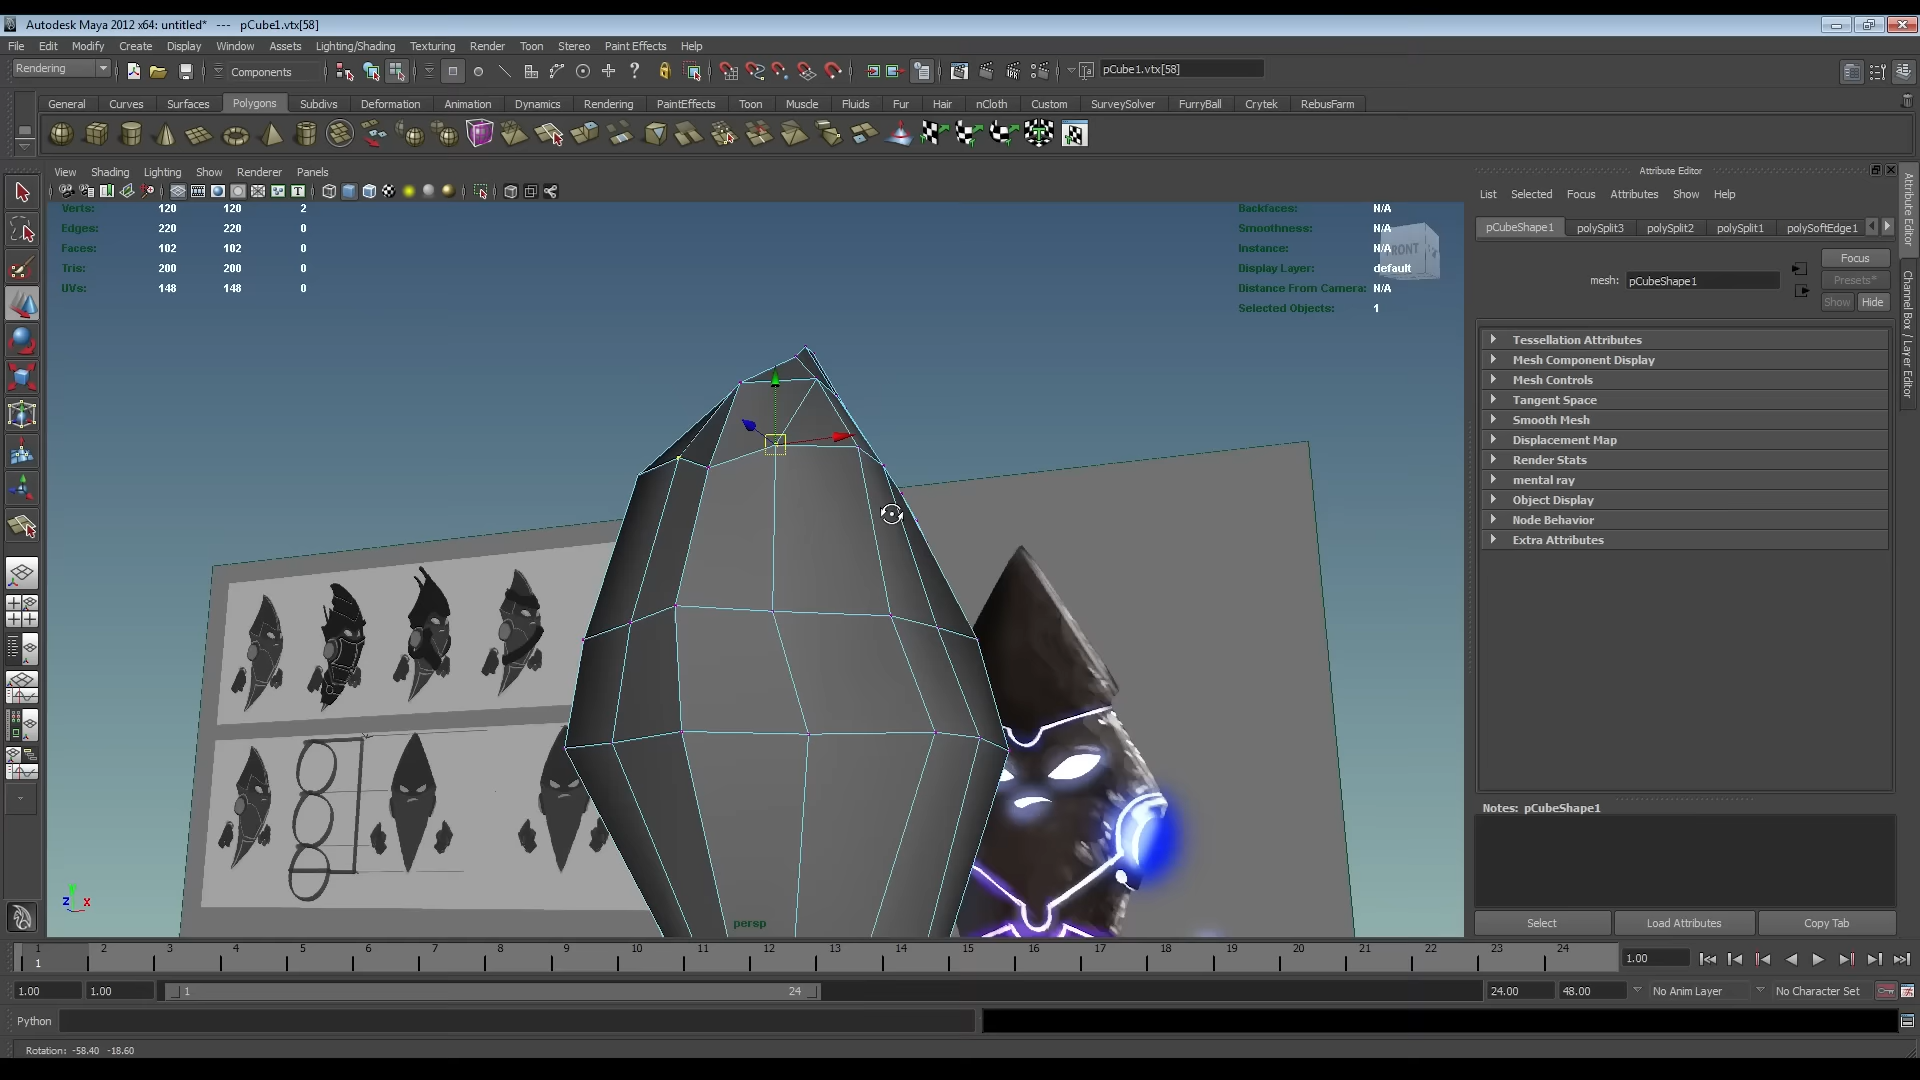 Autodesk Maya 2012 x64: untitled*   ---   pCube1.vtx[58]
File Edit Modify Create Display Window Assets Lighting/Shading Texturing Render Toon Stereo Paint Effects Help
Rendering Components pCube1.vtx[58]
General Curves Surfaces Polygons Subdivs Deformation Animation Dynamics Rendering PaintEffects Toon Muscle Fluids Fur Hair nCloth Custom SurveySolver FurryBall Crytek RebusFarm
View Shading Lighting Show Renderer Panels
Verts: 120 120 2
Edges: 220 220 0
Faces: 102 102 0
Tris: 200 200 0
UVs: 148 148 0
Backfaces: N/A
Smoothness: N/A
Instance: N/A
Display Layer: default
Distance From Camera: N/A
Selected Objects: 1
FRONT
persp
z x
Attribute Editor
List Selected Focus Attributes Show Help
pCubeShape1 polySplit3 polySplit2 polySplit1 polySoftEdge1
mesh: pCubeShape1
Focus
Presets*
Show Hide
Tessellation Attributes
Mesh Component Display
Mesh Controls
Tangent Space
Smooth Mesh
Displacement Map
Render Stats
mental ray
Object Display
Node Behavior
Extra Attributes
Notes: pCubeShape1
Select Load Attributes Copy Tab
Attribute Editor
Channel Box / Layer Editor
1 2 3 4 5 6 7 8 9 10 11 12 13 14 15 16 17 18 19 20 21 22 23 24
1
1.00
1.00 1.00 1 24 24.00 48.00 No Anim Layer No Character Set
Python
Rotation: -58.40 -18.60